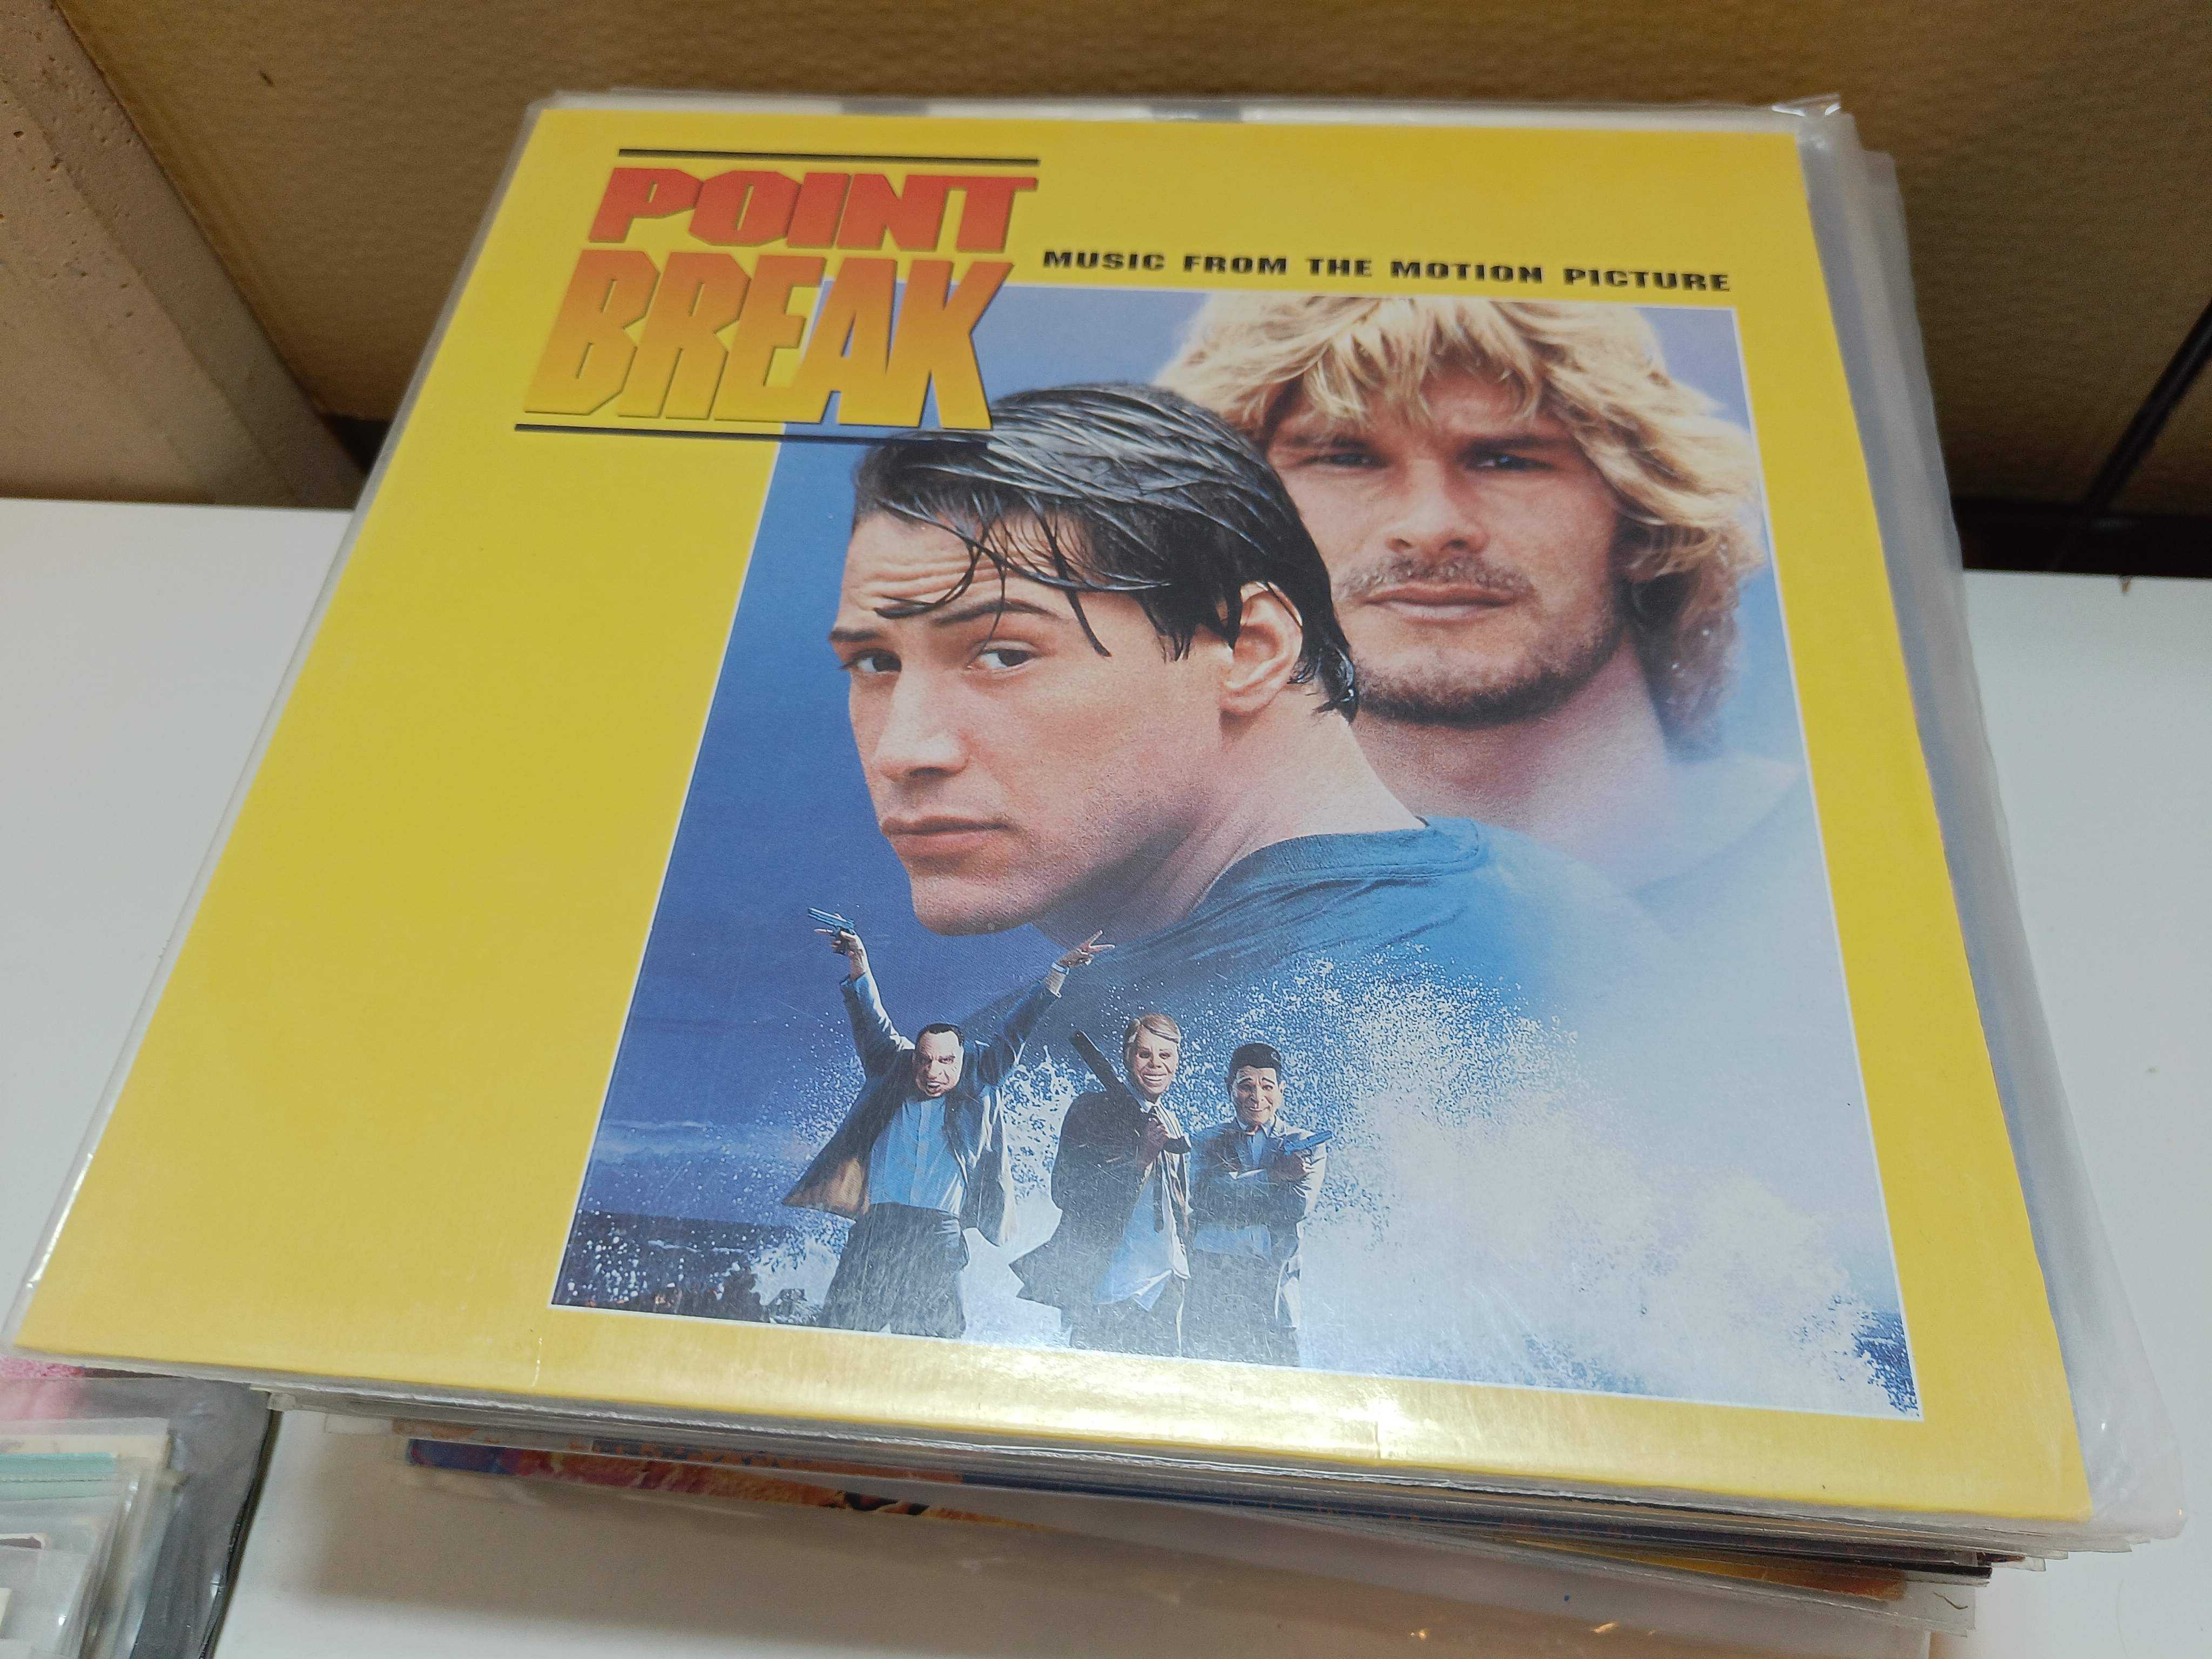 POINT
BREAK
MUSIC FROM THE MOTION PICTURE